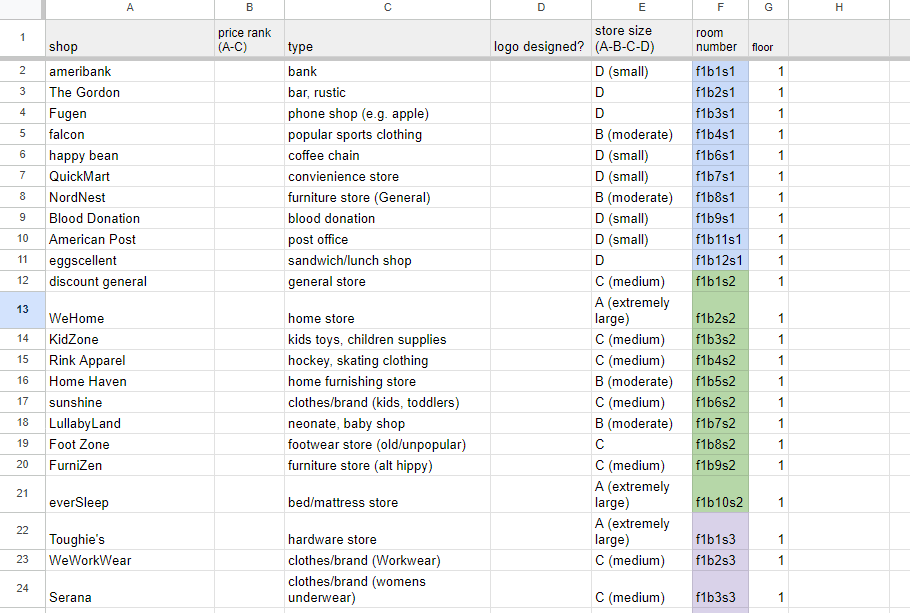 A B C D E F G H
1 shop price rank (A-C) type logo designed? store size (A-B-C-D) room number floor
2 ameribank bank D (small) f1b1s1 1
3 The Gordon bar, rustic D f1b2s1 1
4 Fugen phone shop (e.g. apple) D f1b3s1 1
5 falcon popular sports clothing B (moderate) f1b4s1 1
6 happy bean coffee chain D (small) f1b6s1 1
7 QuickMart convienience store D (small) f1b7s1 1
8 NordNest furniture store (General) B (moderate) f1b8s1 1
9 Blood Donation blood donation D (small) f1b9s1 1
10 American Post post office D (small) f1b11s1 1
11 eggscellent sandwich/lunch shop D f1b12s1 1
12 discount general general store C (medium) f1b1s2 1
13 WeHome home store A (extremely large) f1b2s2 1
14 KidZone kids toys, children supplies C (medium) f1b3s2 1
15 Rink Apparel hockey, skating clothing C (medium) f1b4s2 1
16 Home Haven home furnishing store B (moderate) f1b5s2 1
17 sunshine clothes/brand (kids, toddlers) C (medium) f1b6s2 1
18 LullabyLand neonate, baby shop B (moderate) f1b7s2 1
19 Foot Zone footwear store (old/unpopular) C f1b8s2 1
20 FurniZen furniture store (alt hippy) C (medium) f1b9s2 1
21 everSleep bed/mattress store A (extremely large) f1b10s2 1
22 Toughie's hardware store A (extremely large) f1b1s3 1
23 WeWorkWear clothes/brand (Workwear) C (medium) f1b2s3 1
24 Serana clothes/brand (womens underwear) C (medium) f1b3s3 1